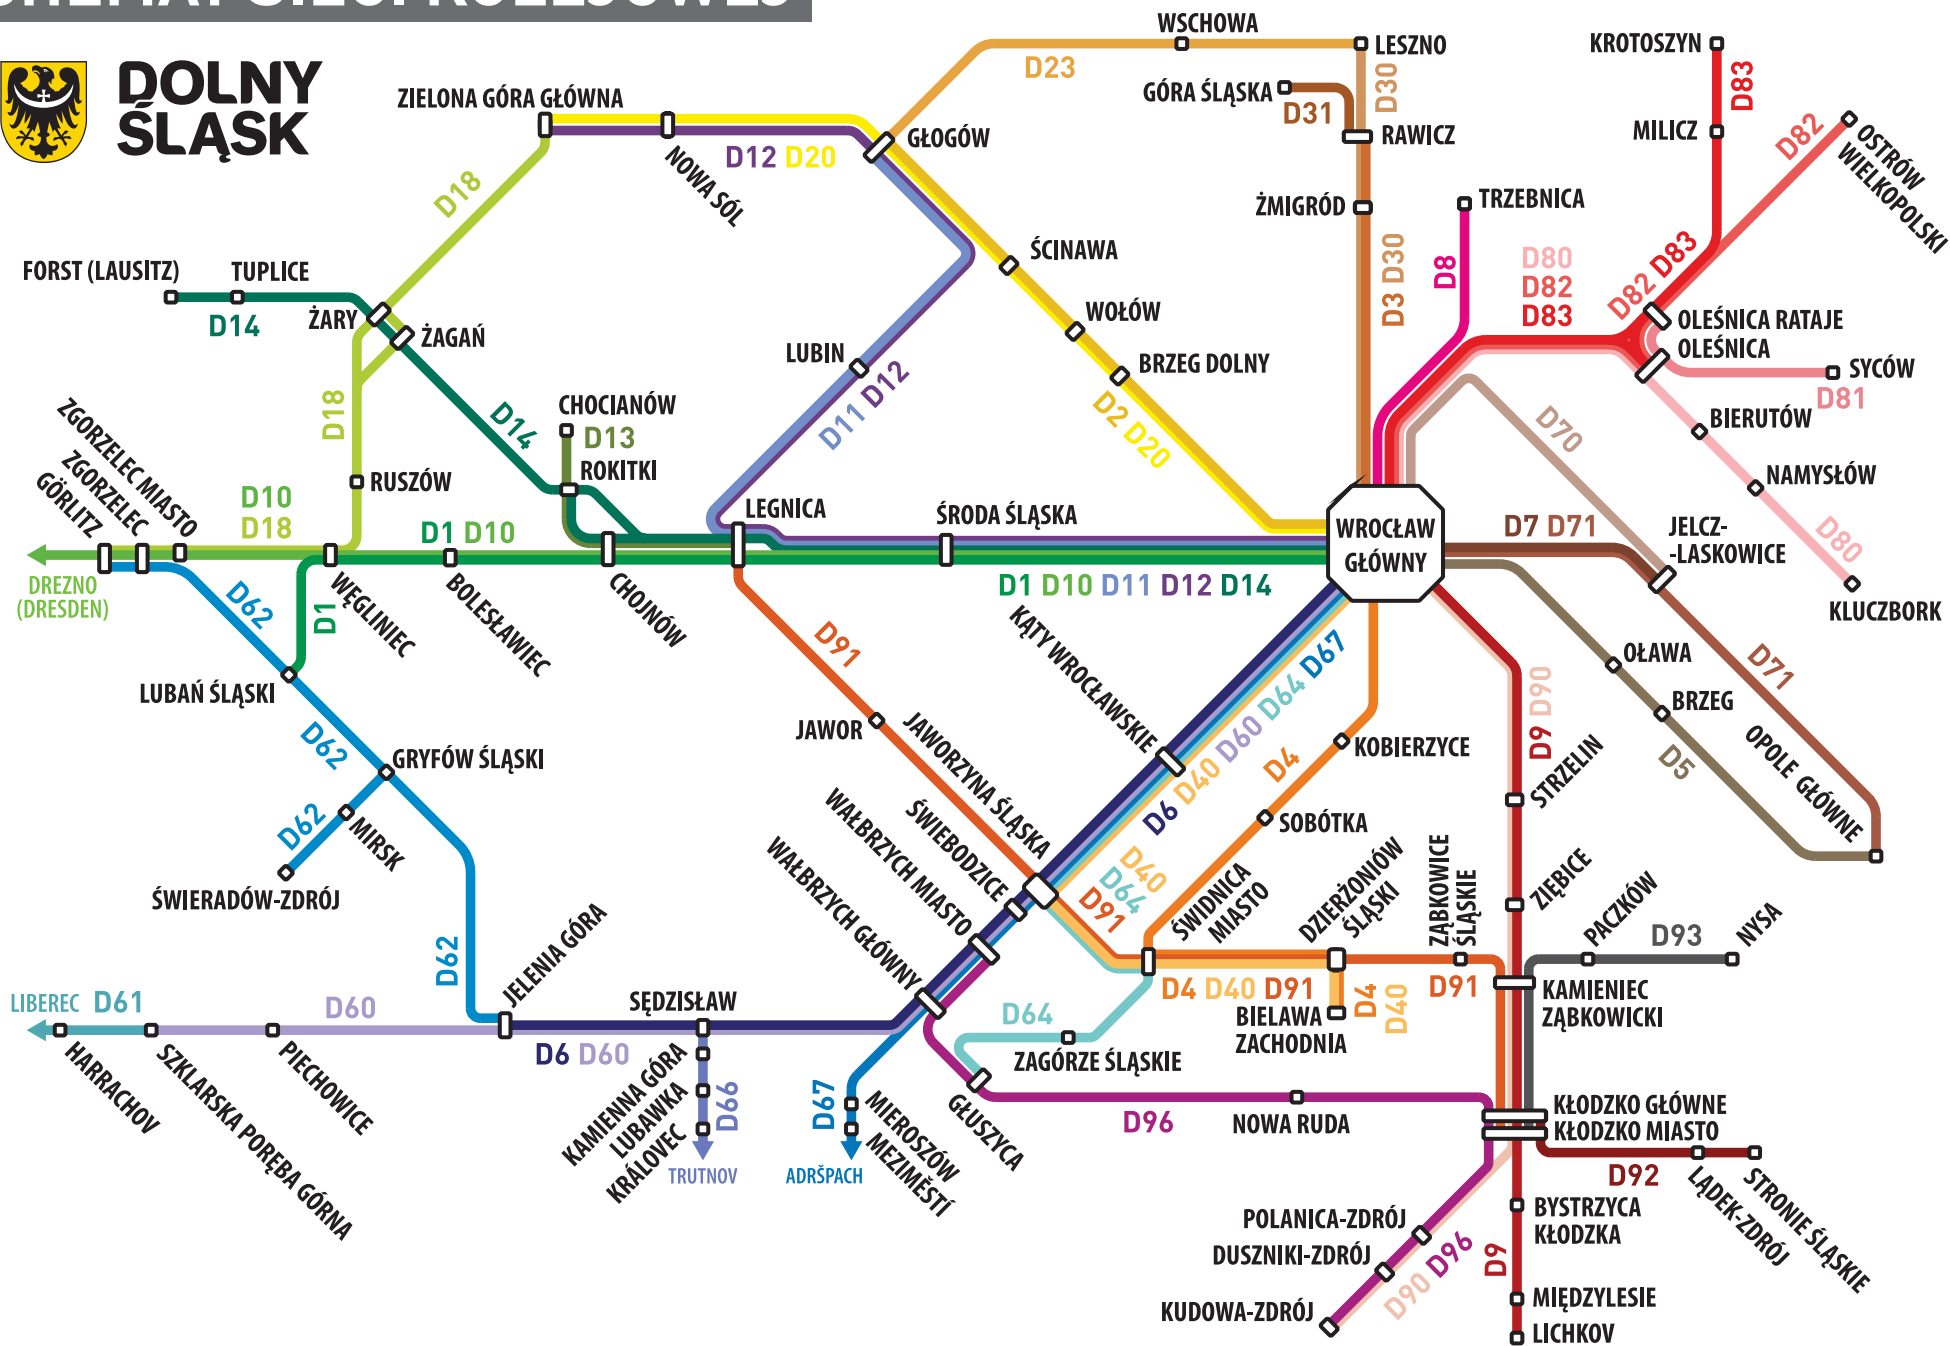 DOLNY
ŚLĄSK
WSCHOWA
LESZNO
D23
D30
GÓRA ŚLĄSKA
D31
RAWICZ
ŻMIGRÓD
D3 D30
KROTOSZYN
D83
MILICZ
D82
OSTRÓW
WIELKOPOLSKI
TRZEBNICA
D8
D80
D82
D83
D82 D83
OLEŚNICA RATAJE
OLEŚNICA
SYCÓW
D81
BIERUTÓW
NAMYSŁÓW
D80
KLUCZBORK
ZIELONA GÓRA GŁÓWNA
NOWA SÓL
D12 D20
GŁOGÓW
D18
ŚCINAWA
WOŁÓW
BRZEG DOLNY
D2 D20
LUBIN
D11 D12
FORST (LAUSITZ)
TUPLICE
D14
ŻARY
ŻAGAŃ
D18
D14
CHOCIANÓW
D13
ROKITKI
RUSZÓW
ZGORZELEC MIASTO
ZGORZELEC
GÖRLITZ
D10
D18
D1 D10
LEGNICA
ŚRODA ŚLĄSKA
WROCŁAW
GŁÓWNY
D7 D71
D70
JELCZ-
-LASKOWICE
DREZNO
(DRESDEN)
D62
D1
WĘGLINIEC
BOLESŁAWIEC
CHOJNÓW
D1 D10 D11 D12 D14
D91
LUBAŃ ŚLĄSKI
D62
GRYFÓW ŚLĄSKI
D62
MIRSK
ŚWIERADÓW-ZDRÓJ
D62
JAWOR
JAWORZYNA ŚLĄSKA
KĄTY WROCŁAWSKIE
D6 D40 D60 D64 D67
D4
KOBIERZYCE
SOBÓTKA
D9 D90
STRZELIN
OŁAWA
BRZEG
D5
D71
OPOLE GŁÓWNE
WAŁBRZYCH GŁÓWNY
WAŁBRZYCH MIASTO
ŚWIEBODZICE
D40
D64
D91
ŚWIDNICA
MIASTO
DZIERŻONIÓW
ŚLĄSKI
ZĄBKOWICE
ŚLĄSKIE
ZIĘBICE
PACZKÓW
D93
NYSA
D4 D40 D91
D4
D40
D91
BIELAWA
ZACHODNIA
KAMIENIEC
ZĄBKOWICKI
JELENIA GÓRA
SĘDZISŁAW
LIBEREC D61
D60
D6 D60
HARRACHOV
SZKLARSKA PORĘBA GÓRNA
PIECHOWICE
KAMIENNA GÓRA
LUBAWKA
KRÁLOVEC
D66
TRUTNOV
D67
MIEROSZÓW
MEZIMĚSTÍ
ADRŠPACH
D64
ZAGÓRZE ŚLĄSKIE
GŁUSZYCA
D96
NOWA RUDA
KŁODZKO GŁÓWNE
KŁODZKO MIASTO
D92
LĄDEK-ZDRÓJ
STRONIE ŚLĄSKIE
POLANICA-ZDRÓJ
DUSZNIKI-ZDRÓJ
KUDOWA-ZDRÓJ
D90 D96
D9
BYSTRZYCA
KŁODZKA
MIĘDZYLESIE
LICHKOV